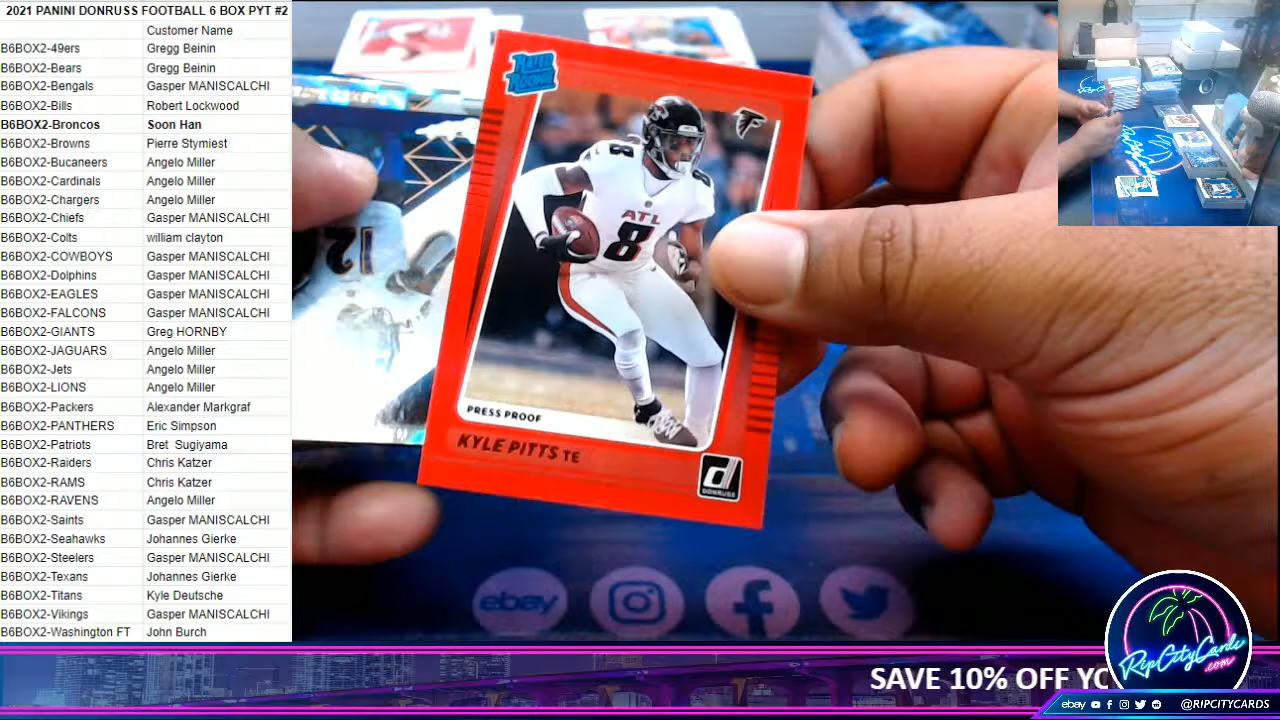 2021 PANINI DONRUSS FOOTBALL 6 BOX PYT #2
Customer Name
B6BOX2-49ers Gregg Beinin
B6BOX2-Bears Gregg Beinin
B6BOX2-Bengals Gasper MANISCALCHI
B6BOX2-Bills Robert Lockwood
B6BOX2-Broncos Soon Han
B6BOX2-Browns Pierre Stymiest
B6BOX2-Bucaneers Angelo Miller
B6BOX2-Cardinals Angelo Miller
B6BOX2-Chargers Angelo Miller
B6BOX2-Chiefs Gasper MANISCALCHI
B6BOX2-Colts william clayton
B6BOX2-COWBOYS Gasper MANISCALCHI
B6BOX2-Dolphins Gasper MANISCALCHI
B6BOX2-EAGLES Gasper MANISCALCHI
B6BOX2-FALCONS Gasper MANISCALCHI
B6BOX2-GIANTS Greg HORNBY
B6BOX2-JAGUARS Angelo Miller
B6BOX2-Jets Angelo Miller
B6BOX2-LIONS Angelo Miller
B6BOX2-Packers Alexander Markgraf
B6BOX2-PANTHERS Eric Simpson
B6BOX2-Patriots Bret Sugiyama
B6BOX2-Raiders Chris Katzer
B6BOX2-RAMS Chris Katzer
B6BOX2-RAVENS Angelo Miller
B6BOX2-Saints Gasper MANISCALCHI
B6BOX2-Seahawks Johannes Gierke
B6BOX2-Steelers Gasper MANISCALCHI
B6BOX2-Texans Johannes Gierke
B6BOX2-Titans Kyle Deutsche
B6BOX2-Vikings Gasper MANISCALCHI
B6BOX2-Washington FT John Burch
RATED
ROOKIE
8
8
ATL
8
PRESS PROOF
KYLE PITTS TE
d
DONRUSS
12
ebay
SAVE 10% OFF YO
RipCityCards
.com
ebay @RIPCITYCARDS